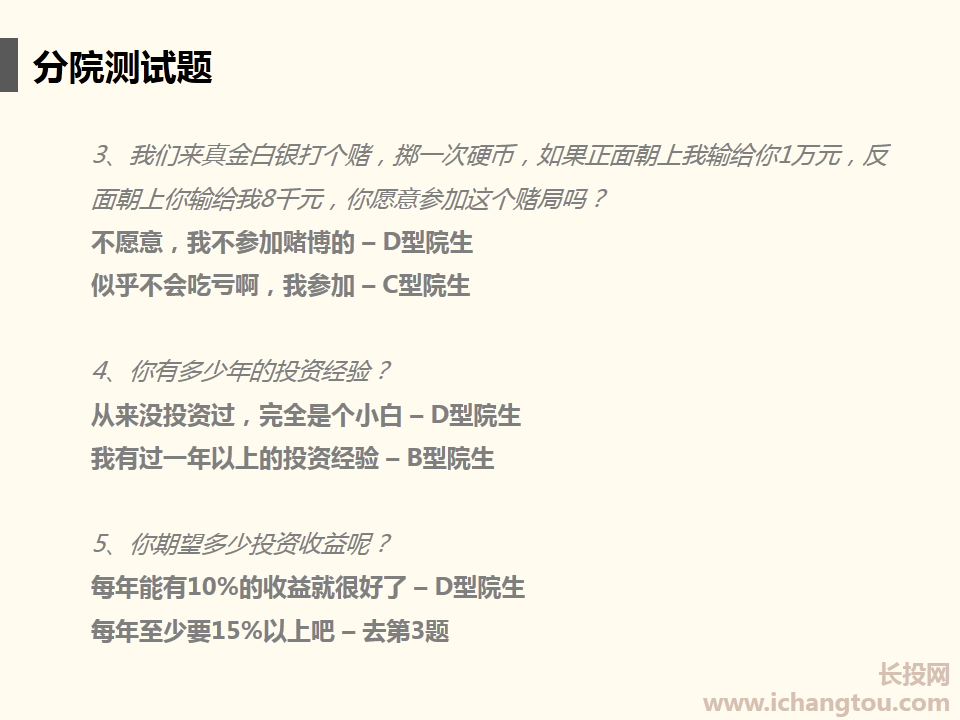 分院测试题
3、我们来真金白银打个赌，掷一次硬币，如果正面朝上我输给你1万元，反
面朝上你输给我8千元，你愿意参加这个赌局吗？
不愿意，我不参加赌博的 – D型院生
似乎不会吃亏啊，我参加 – C型院生
4、你有多少年的投资经验？
从来没投资过，完全是个小白 – D型院生
我有过一年以上的投资经验 – B型院生
5、你期望多少投资收益呢？
每年能有10%的收益就很好了 – D型院生
每年至少要15%以上吧 – 去第3题
长投网
www.ichangtou.com